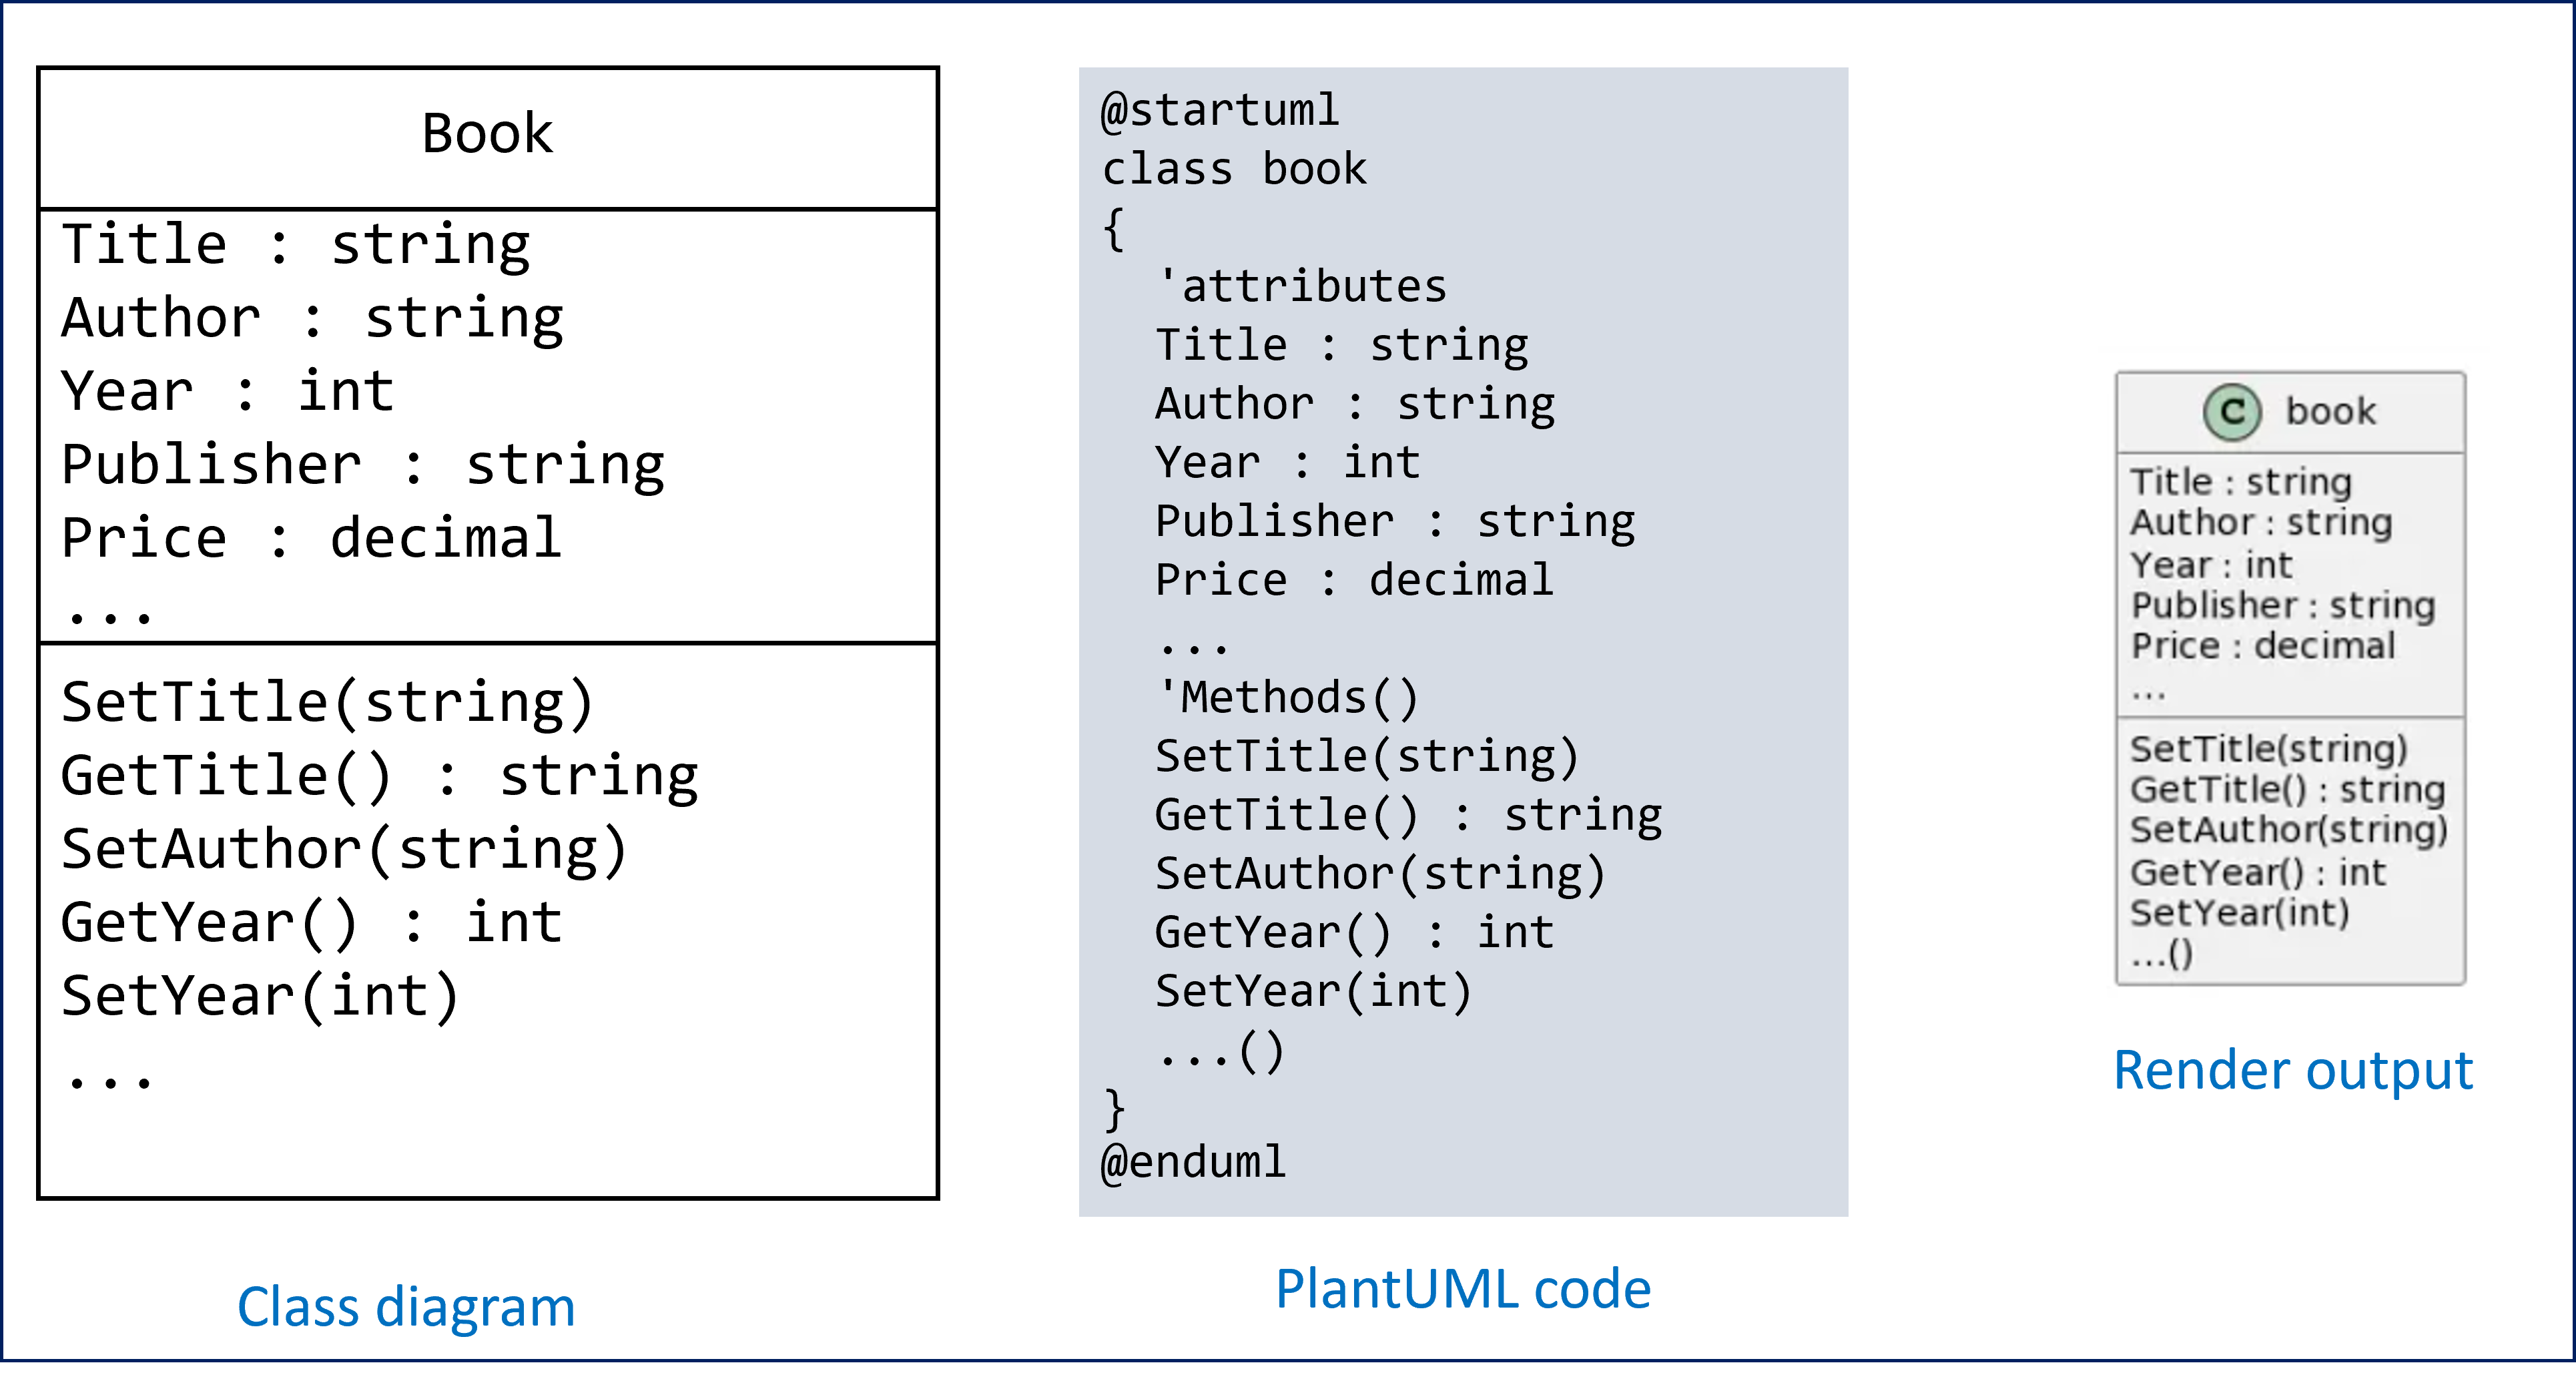 Book
Title : string
Author : string
Year : int
Publisher : string
Price : decimal
...
SetTitle(string)
GetTitle() : string
SetAuthor(string)
GetYear() : int
SetYear(int)
...
Class diagram
@startuml
class book
{
'attributes
Title : string
Author : string
Year : int
Publisher : string
Price : decimal
...
'Methods()
SetTitle(string)
GetTitle() : string
SetAuthor(string)
GetYear() : int
SetYear(int)
...()
}
@enduml
PlantUML code
C book
Title : string
Author : string
Year : int
Publisher : string
Price : decimal
...
SetTitle(string)
GetTitle() : string
SetAuthor(string)
GetYear() : int
SetYear(int)
...()
Render output